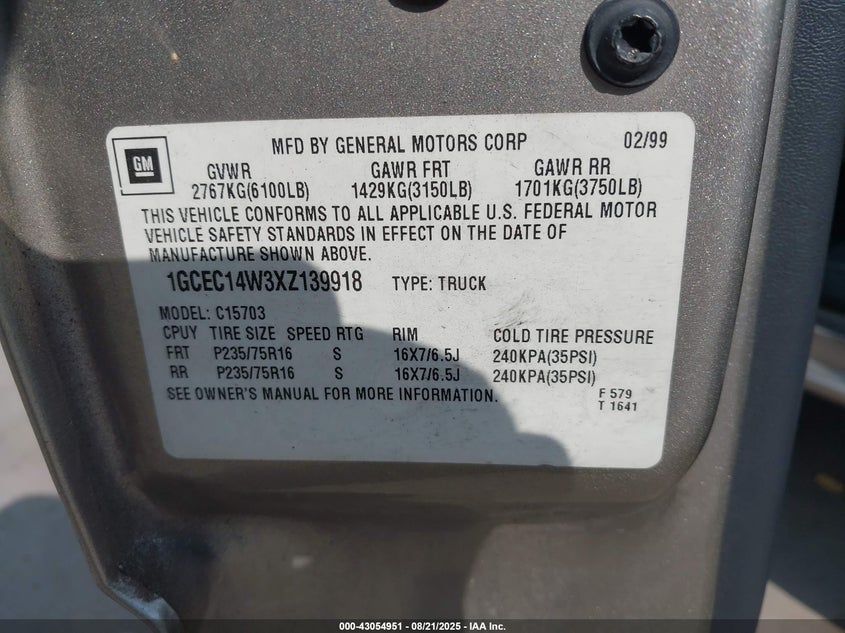 MFD BY GENERAL MOTORS CORP 02/99
GM
GVWR GAWR FRT GAWR RR
2767KG(6100LB) 1429KG(3150LB) 1701KG(3750LB)
THIS VEHICLE CONFORMS TO ALL APPLICABLE U.S. FEDERAL MOTOR
VEHICLE SAFETY STANDARDS IN EFFECT ON THE DATE OF
MANUFACTURE SHOWN ABOVE.
1GCEC14W3XZ139918 TYPE: TRUCK
MODEL: C15703
CPUY TIRE SIZE SPEED RTG RIM COLD TIRE PRESSURE
FRT P235/75R16 S 16X7/6.5J 240KPA(35PSI)
RR P235/75R16 S 16X7/6.5J 240KPA(35PSI)
SEE OWNER'S MANUAL FOR MORE INFORMATION.
F 579
T 1641
000-43054951 - 08/21/2025 - IAA Inc.